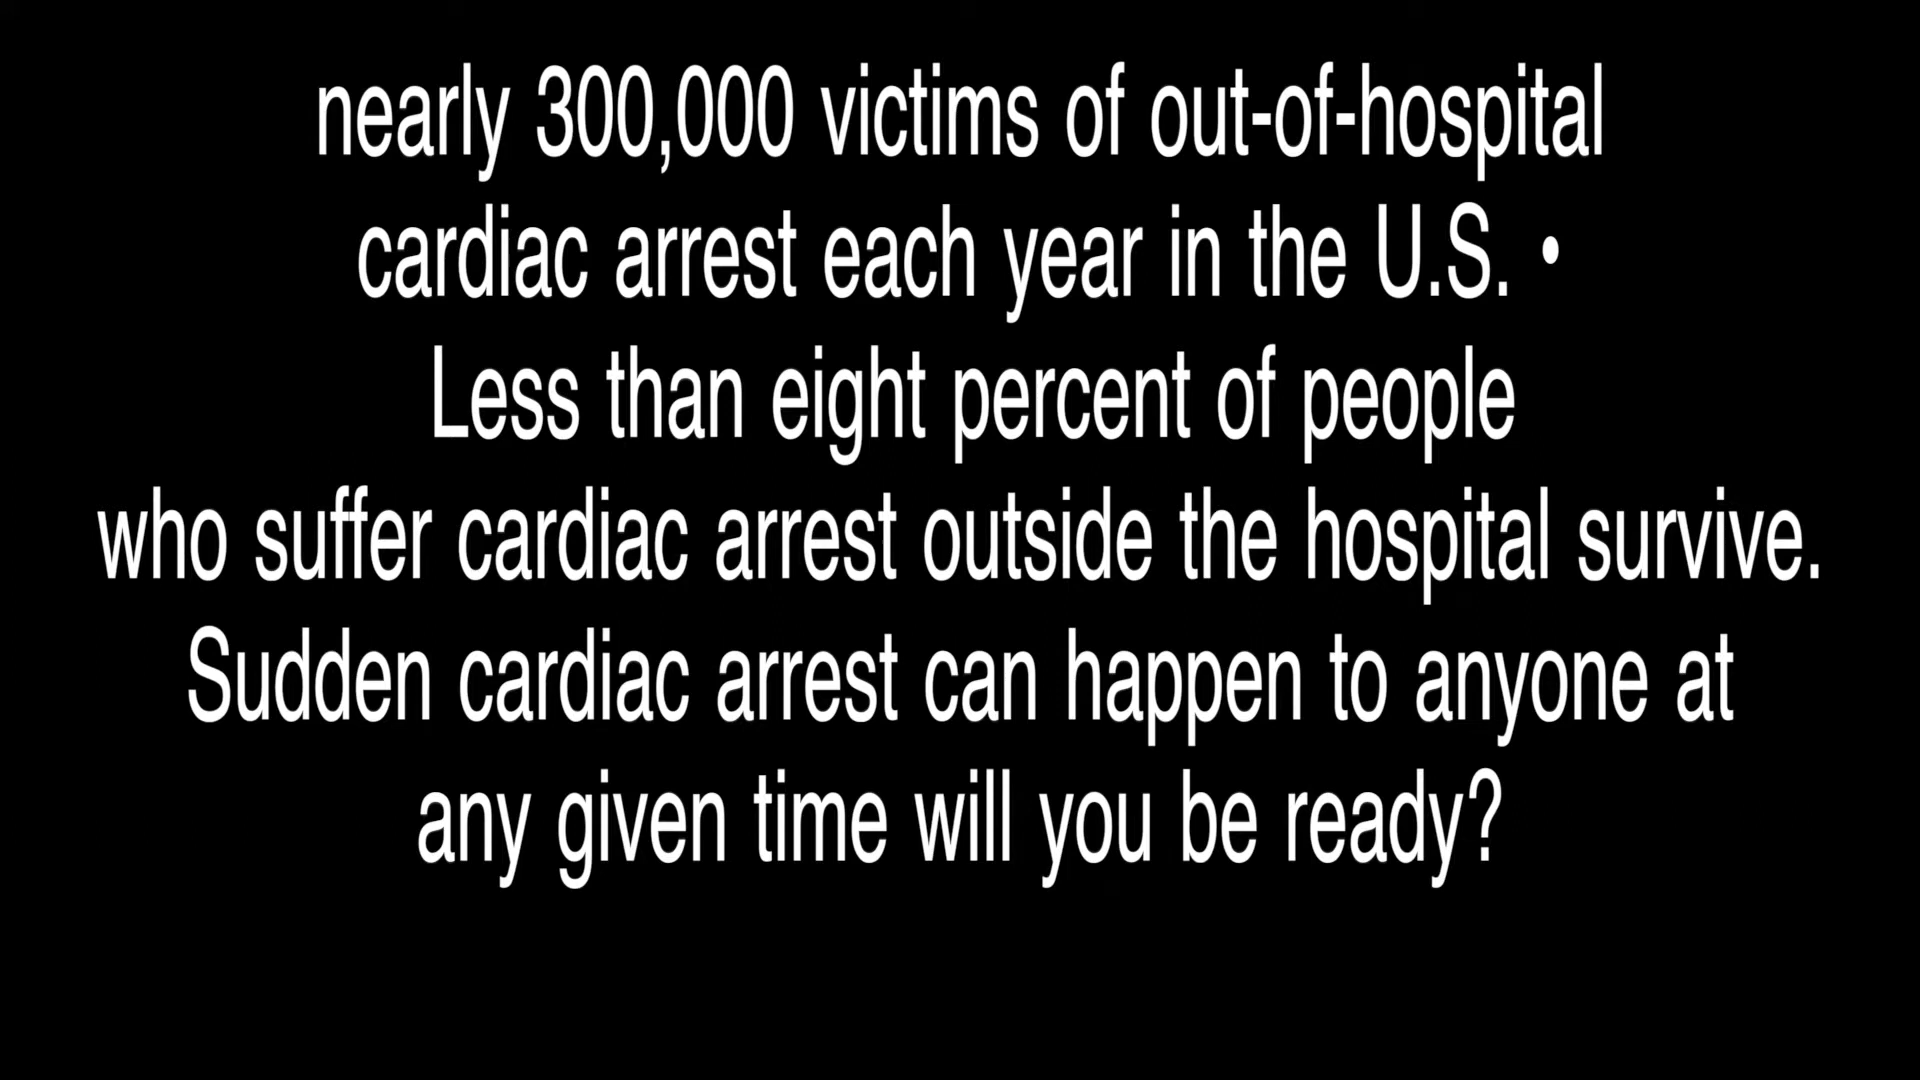 nearly 300,000 victims of out-of-hospital
cardiac arrest each year in the U.S. •
Less than eight percent of people
who suffer cardiac arrest outside the hospital survive.
Sudden cardiac arrest can happen to anyone at
any given time will you be ready?